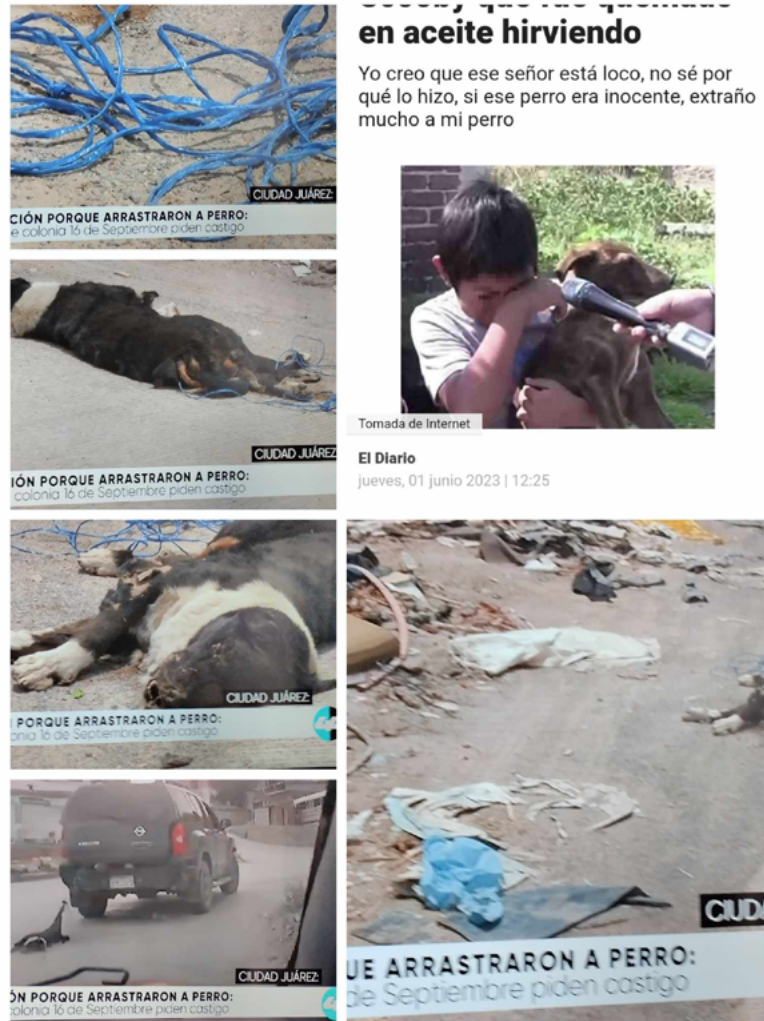 CIUDAD JUÁREZ:
CIÓN PORQUE ARRASTRARON A PERRO:
e colonia 16 de Septiembre piden castigo
CIUDAD JUÁREZ
IÓN PORQUE ARRASTRARON A PERRO:
colonia 16 de Septiembre piden castigo
CIUDAD JUÁREZ:
PORQUE ARRASTRARON A PERRO:
onia 16 de Septiembre piden castigo
CIUDAD JUÁREZ:
ÓN PORQUE ARRASTRARON A PERRO:
colonia 16 de Septiembre piden castigo
en aceite hirviendo
Yo creo que ese señor está loco, no sé por
qué lo hizo, si ese perro era inocente, extraño
mucho a mi perro
Tomada de Internet
El Diario
jueves, 01 junio 2023 | 12:25
CIUDA
UE ARRASTRARON A PERRO:
de Septiembre piden castigo